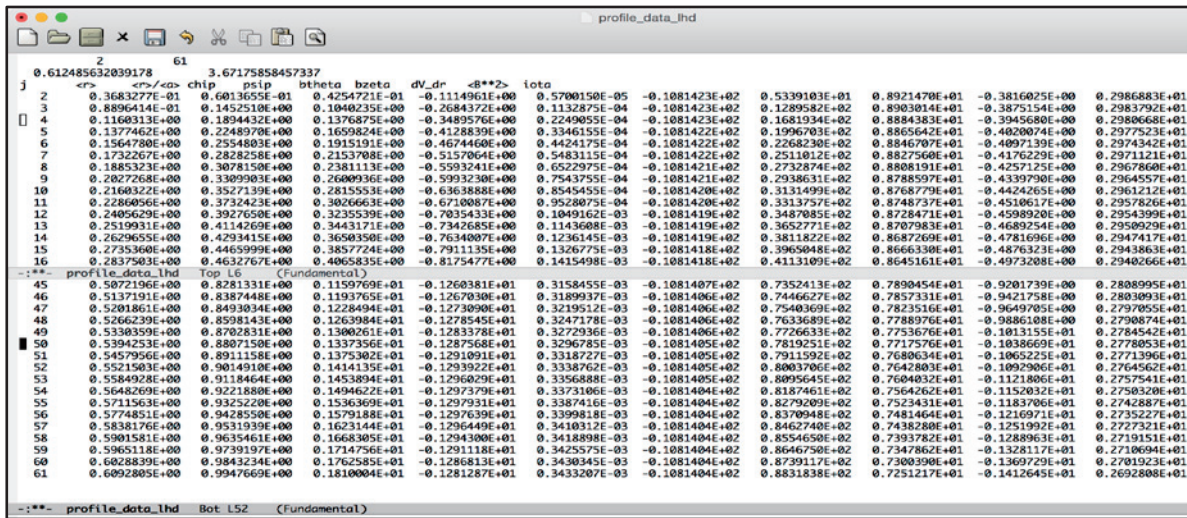 profile_data_lhd
2 61
0.612485632039178 3.67175858457337
j <r> <r>/<a> chip psip btheta bzeta dV_dr <B**2> iota
2 0.3683277E-01 0.6013655E-01 0.4254721E-01 -0.1114961E+00 0.5700150E-05 -0.1081423E+02 0.5339103E+01 0.8921470E+01 -0.3816025E+00 0.2986883E+01
3 0.8896414E-01 0.1452510E+00 0.1040235E+00 -0.2684372E+00 0.1132875E-04 -0.1081423E+02 0.1289582E+02 0.8903014E+01 -0.3875154E+00 0.2983792E+01
4 0.1160313E+00 0.1894432E+00 0.1376875E+00 -0.3489576E+00 0.2249055E-04 -0.1081423E+02 0.1681934E+02 0.8884383E+01 -0.3945680E+00 0.2980668E+01
5 0.1377462E+00 0.2248970E+00 0.1659824E+00 -0.4128839E+00 0.3346155E-04 -0.1081422E+02 0.1996703E+02 0.8865642E+01 -0.4020074E+00 0.2977523E+01
6 0.1564780E+00 0.2554803E+00 0.1915191E+00 -0.4674460E+00 0.4424175E-04 -0.1081422E+02 0.2268230E+02 0.8846707E+01 -0.4097139E+00 0.2974342E+01
7 0.1732267E+00 0.2828258E+00 0.2153708E+00 -0.5157064E+00 0.5483115E-04 -0.1081422E+02 0.2511012E+02 0.8827560E+01 -0.4176229E+00 0.2971121E+01
8 0.1885323E+00 0.3078150E+00 0.2381113E+00 -0.5593241E+00 0.6522975E-04 -0.1081421E+02 0.2732874E+02 0.8808191E+01 -0.4257125E+00 0.2967860E+01
9 0.2027268E+00 0.3309903E+00 0.2600936E+00 -0.5993230E+00 0.7543755E-04 -0.1081421E+02 0.2938631E+02 0.8788597E+01 -0.4339790E+00 0.2964557E+01
10 0.2160322E+00 0.3527139E+00 0.2815553E+00 -0.6363888E+00 0.8545455E-04 -0.1081420E+02 0.3131499E+02 0.8768779E+01 -0.4424265E+00 0.2961212E+01
11 0.2286056E+00 0.3732423E+00 0.3026663E+00 -0.6710087E+00 0.9528075E-04 -0.1081420E+02 0.3313757E+02 0.8748737E+01 -0.4510617E+00 0.2957826E+01
12 0.2405629E+00 0.3927650E+00 0.3235539E+00 -0.7035433E+00 0.1049162E-03 -0.1081419E+02 0.3487085E+02 0.8728471E+01 -0.4598920E+00 0.2954399E+01
13 0.2519931E+00 0.4114269E+00 0.3443171E+00 -0.7342685E+00 0.1143608E-03 -0.1081419E+02 0.3652771E+02 0.8707983E+01 -0.4689254E+00 0.2950929E+01
14 0.2629655E+00 0.4293415E+00 0.3650350E+00 -0.7634007E+00 0.1236145E-03 -0.1081419E+02 0.3811822E+02 0.8687269E+01 -0.4781696E+00 0.2947417E+01
15 0.2735360E+00 0.4465999E+00 0.3857724E+00 -0.7911135E+00 0.1326775E-03 -0.1081418E+02 0.3965048E+02 0.8666330E+01 -0.4876323E+00 0.2943863E+01
16 0.2837503E+00 0.4632767E+00 0.4065835E+00 -0.8175477E+00 0.1415498E-03 -0.1081418E+02 0.4113109E+02 0.8645161E+01 -0.4973208E+00 0.2940266E+01
-:**- profile_data_lhd Top L6 (Fundamental)
45 0.5072196E+00 0.8281331E+00 0.1159769E+01 -0.1260381E+01 0.3158455E-03 -0.1081407E+02 0.7352413E+02 0.7890454E+01 -0.9201739E+00 0.2808995E+01
46 0.5137191E+00 0.8387448E+00 0.1193765E+01 -0.1267030E+01 0.3189937E-03 -0.1081406E+02 0.7446627E+02 0.7857331E+01 -0.9421758E+00 0.2803093E+01
47 0.5201861E+00 0.8493034E+00 0.1228494E+01 -0.1273090E+01 0.3219512E-03 -0.1081406E+02 0.7540369E+02 0.7823516E+01 -0.9649705E+00 0.2797055E+01
48 0.5266239E+00 0.8598143E+00 0.1263984E+01 -0.1278545E+01 0.3247178E-03 -0.1081406E+02 0.7633689E+02 0.7788976E+01 -0.9886108E+00 0.2790874E+01
49 0.5330359E+00 0.8702831E+00 0.1300261E+01 -0.1283378E+01 0.3272936E-03 -0.1081406E+02 0.7726633E+02 0.7753676E+01 -0.1013155E+01 0.2784542E+01
50 0.5394253E+00 0.8807150E+00 0.1337356E+01 -0.1287568E+01 0.3296785E-03 -0.1081406E+02 0.7819251E+02 0.7717576E+01 -0.1038669E+01 0.2778053E+01
51 0.5457956E+00 0.8911158E+00 0.1375302E+01 -0.1291091E+01 0.3318727E-03 -0.1081405E+02 0.7911592E+02 0.7680634E+01 -0.1065225E+01 0.2771396E+01
52 0.5521503E+00 0.9014910E+00 0.1414135E+01 -0.1293922E+01 0.3338762E-03 -0.1081405E+02 0.8003706E+02 0.7642803E+01 -0.1092906E+01 0.2764562E+01
53 0.5584928E+00 0.9118464E+00 0.1453894E+01 -0.1296029E+01 0.3356888E-03 -0.1081405E+02 0.8095645E+02 0.7604032E+01 -0.1121806E+01 0.2757541E+01
54 0.5648269E+00 0.9221880E+00 0.1494622E+01 -0.1297379E+01 0.3373106E-03 -0.1081404E+02 0.8187461E+02 0.7564262E+01 -0.1152032E+01 0.2750320E+01
55 0.5711563E+00 0.9325220E+00 0.1536369E+01 -0.1297931E+01 0.3387416E-03 -0.1081404E+02 0.8279209E+02 0.7523431E+01 -0.1183706E+01 0.2742887E+01
56 0.5774851E+00 0.9428550E+00 0.1579188E+01 -0.1297639E+01 0.3399818E-03 -0.1081404E+02 0.8370948E+02 0.7481464E+01 -0.1216971E+01 0.2735227E+01
57 0.5838176E+00 0.9531939E+00 0.1623144E+01 -0.1296449E+01 0.3410312E-03 -0.1081404E+02 0.8462740E+02 0.7438280E+01 -0.1251992E+01 0.2727321E+01
58 0.5901581E+00 0.9635461E+00 0.1668305E+01 -0.1294300E+01 0.3418898E-03 -0.1081404E+02 0.8554650E+02 0.7393782E+01 -0.1288963E+01 0.2719151E+01
59 0.5965118E+00 0.9739197E+00 0.1714756E+01 -0.1291118E+01 0.3425575E-03 -0.1081404E+02 0.8646750E+02 0.7347862E+01 -0.1328117E+01 0.2710694E+01
60 0.6028839E+00 0.9843234E+00 0.1762585E+01 -0.1286813E+01 0.3430345E-03 -0.1081404E+02 0.8739117E+02 0.7300390E+01 -0.1369729E+01 0.2701923E+01
61 0.6092805E+00 0.9947669E+00 0.1810004E+01 -0.1281287E+01 0.3433207E-03 -0.1081404E+02 0.8831838E+02 0.7251217E+01 -0.1412645E+01 0.2692808E+01
-:**- profile_data_lhd Bot L52 (Fundamental)